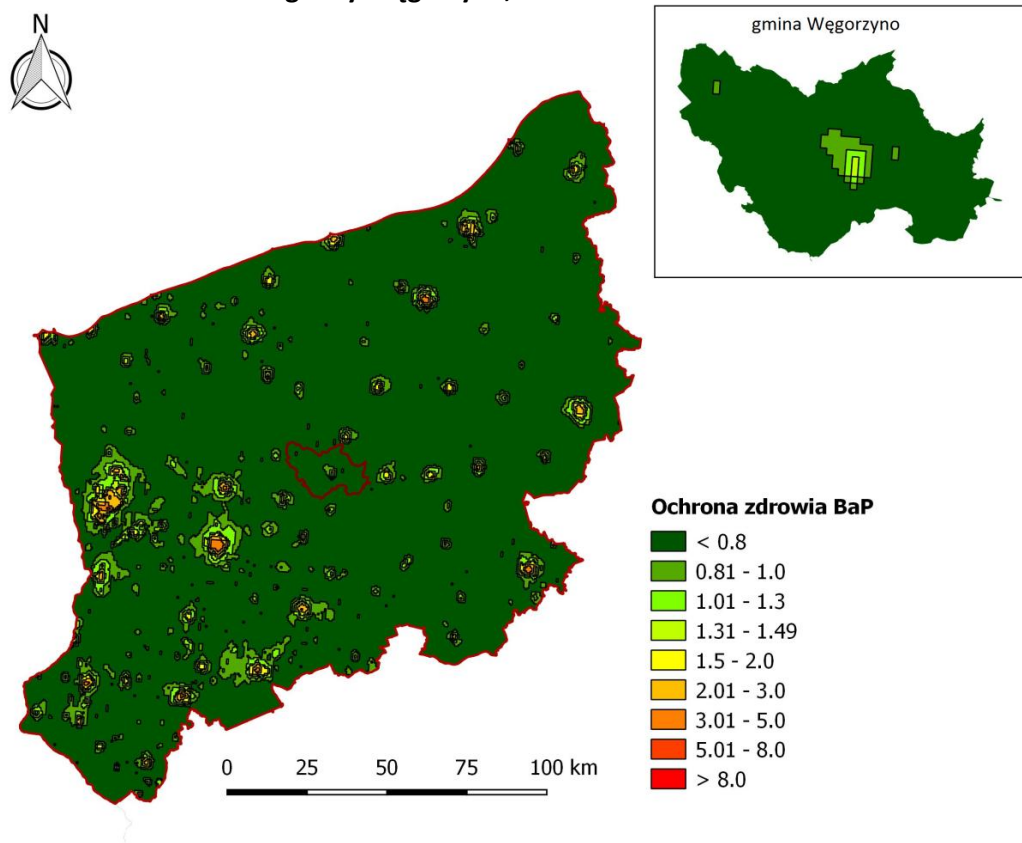 N
gmina Węgorzyno
Ochrona zdrowia BaP
< 0.8
0.81 - 1.0
1.01 - 1.3
1.31 - 1.49
1.5 - 2.0
2.01 - 3.0
3.01 - 5.0
5.01 - 8.0
> 8.0
0 25 50 75 100 km